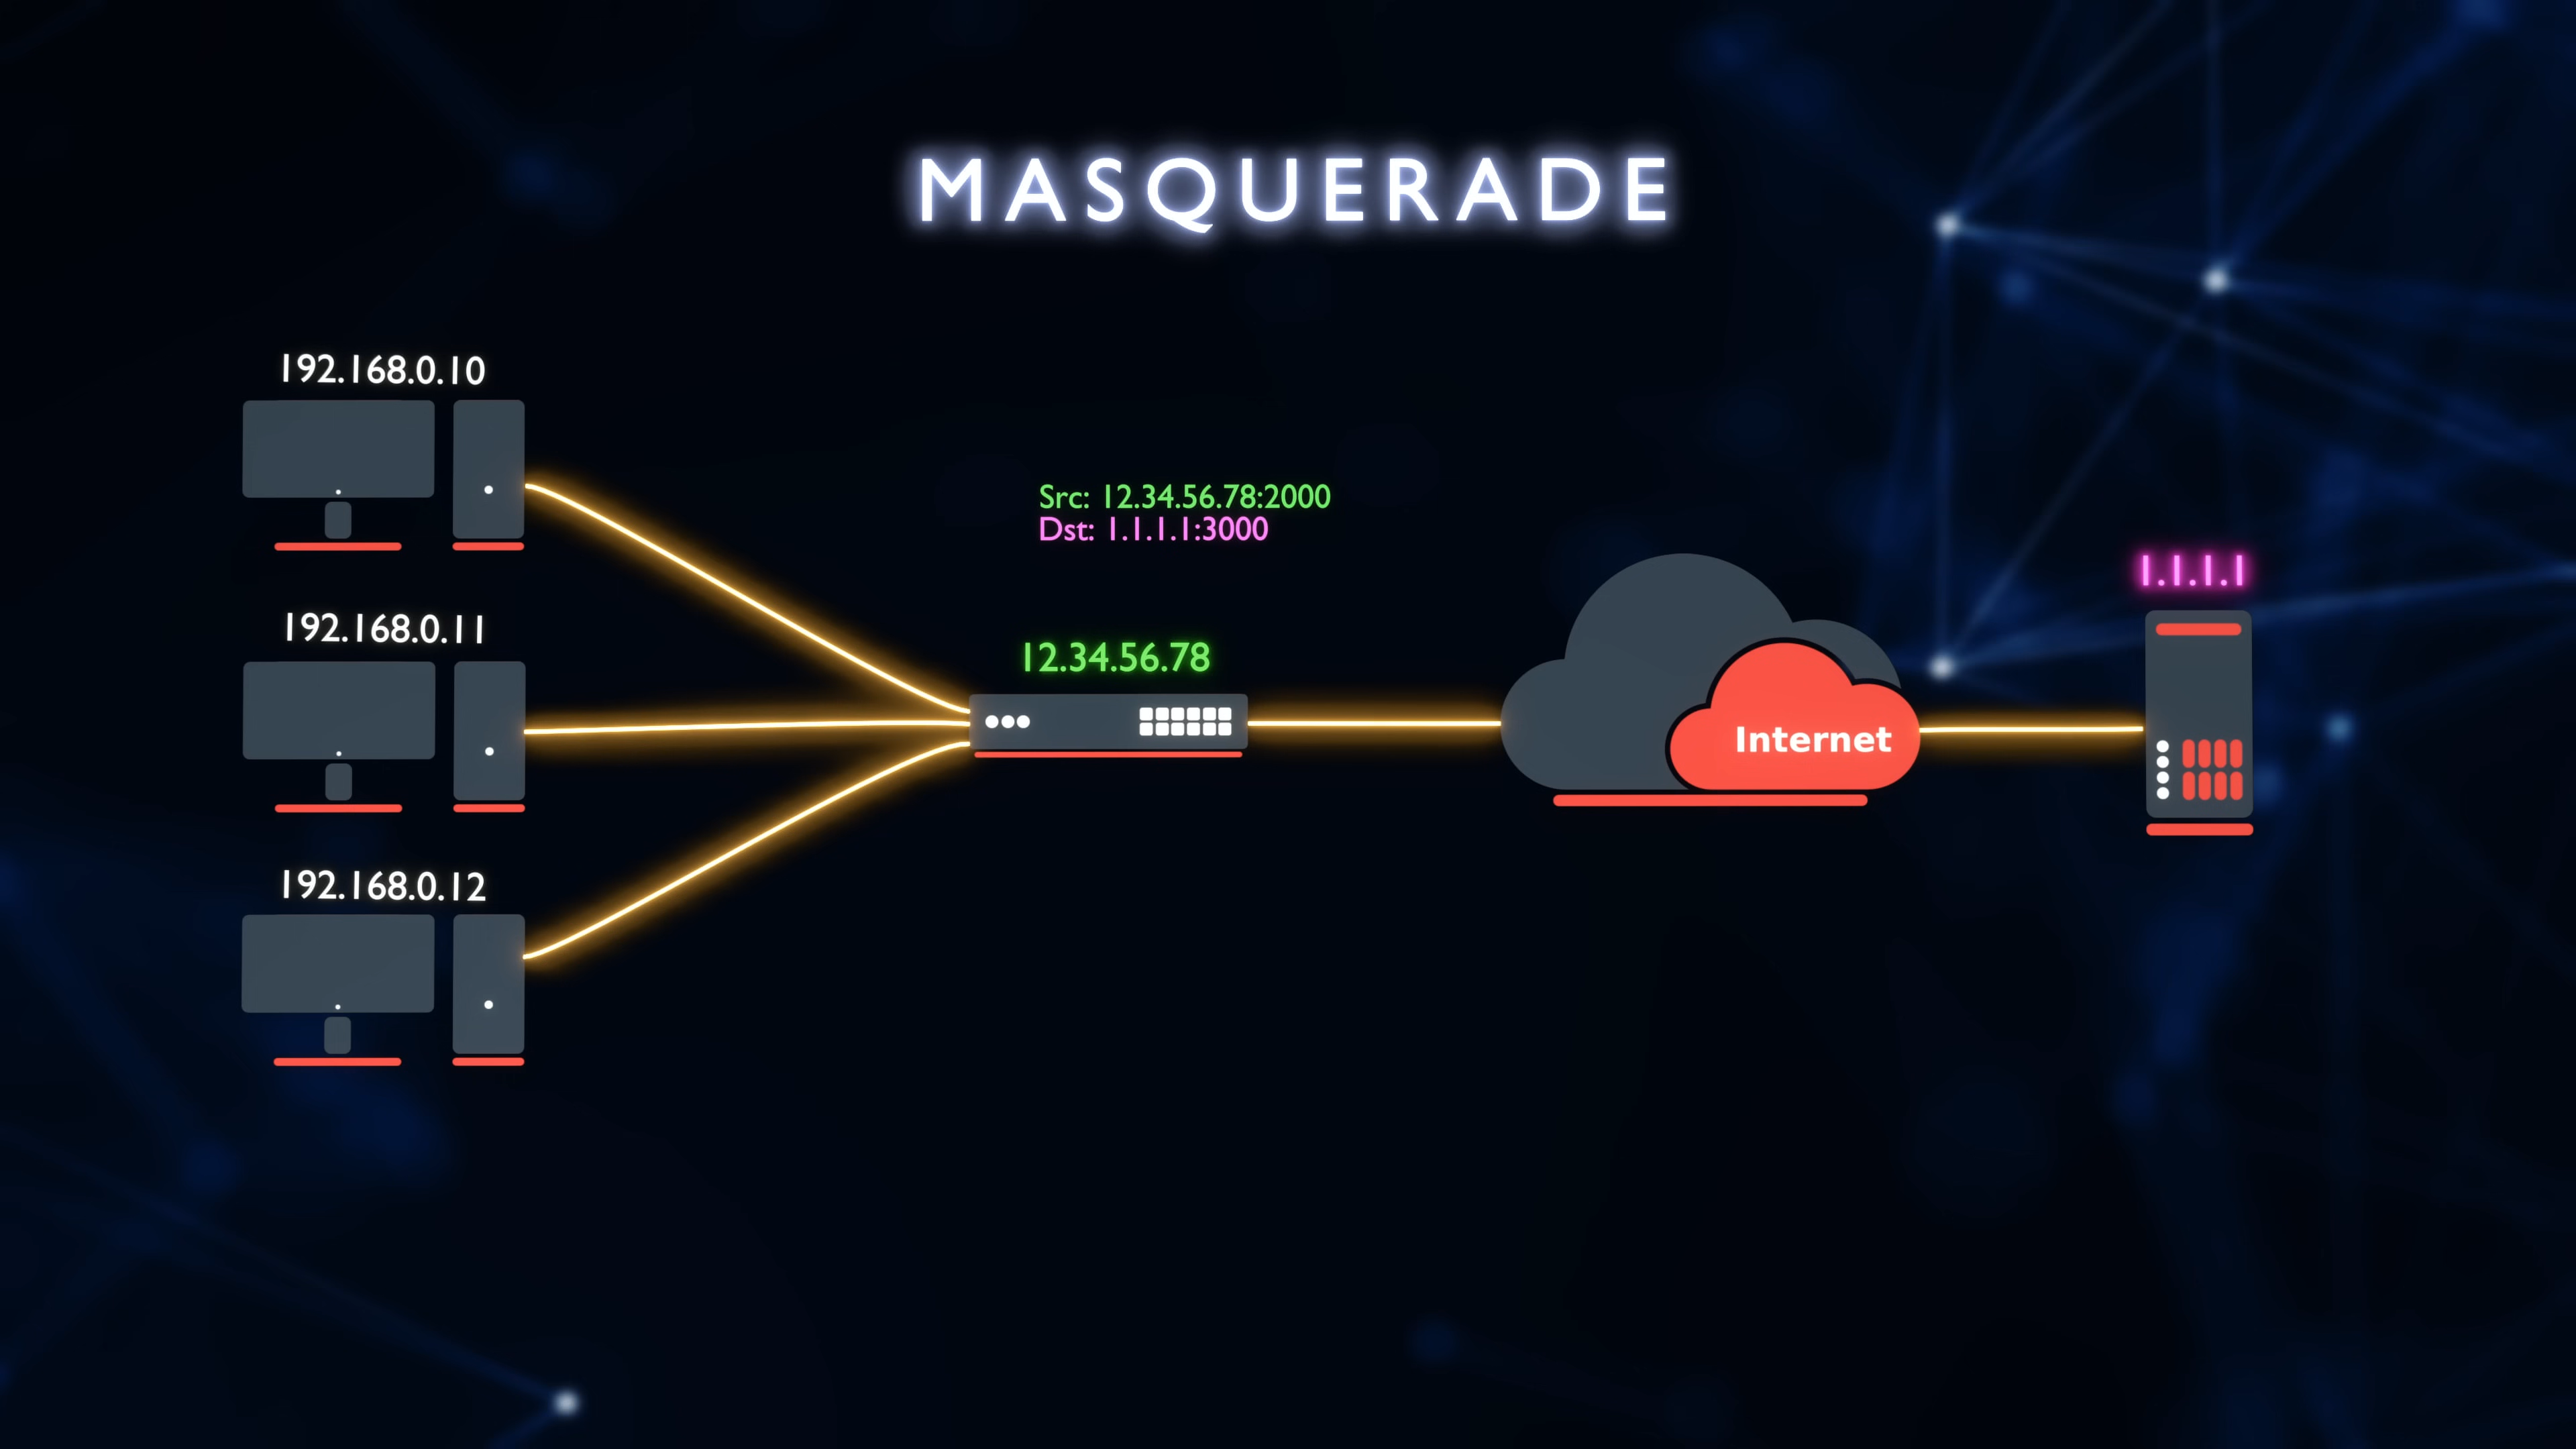 MASQUERADE
192.168.0.10
192.168.0.11
192.168.0.12
Src: 12.34.56.78:2000
Dst: 1.1.1.1:3000
12.34.56.78
Internet
1.1.1.1